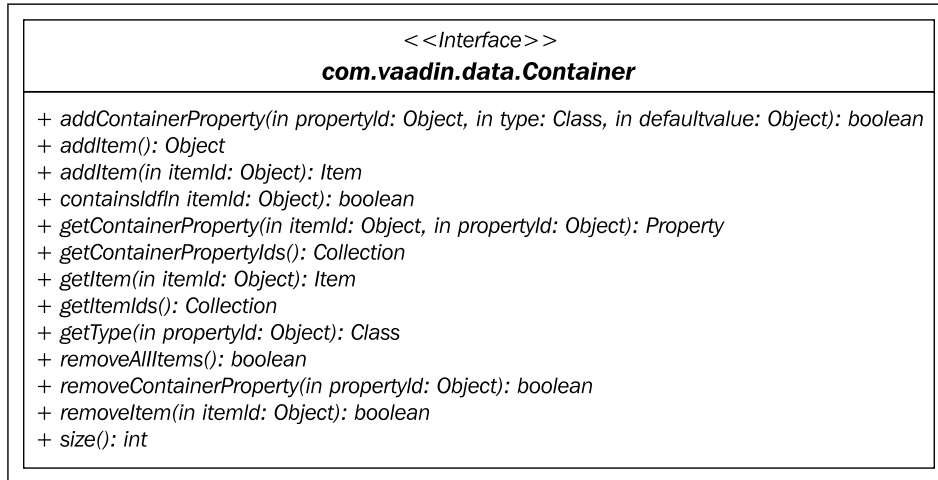 <<Interface>>
com.vaadin.data.Container
+ addContainerProperty(in propertyId: Object, in type: Class, in defaultvalue: Object): boolean
+ addItem(): Object
+ addItem(in itemId: Object): Item
+ containsIdfIn itemId: Object): boolean
+ getContainerProperty(in itemId: Object, in propertyId: Object): Property
+ getContainerPropertyIds(): Collection
+ getItem(in itemId: Object): Item
+ getItemIds(): Collection
+ getType(in propertyId: Object): Class
+ removeAllItems(): boolean
+ removeContainerProperty(in propertyId: Object): boolean
+ removeItem(in itemId: Object): boolean
+ size(): int